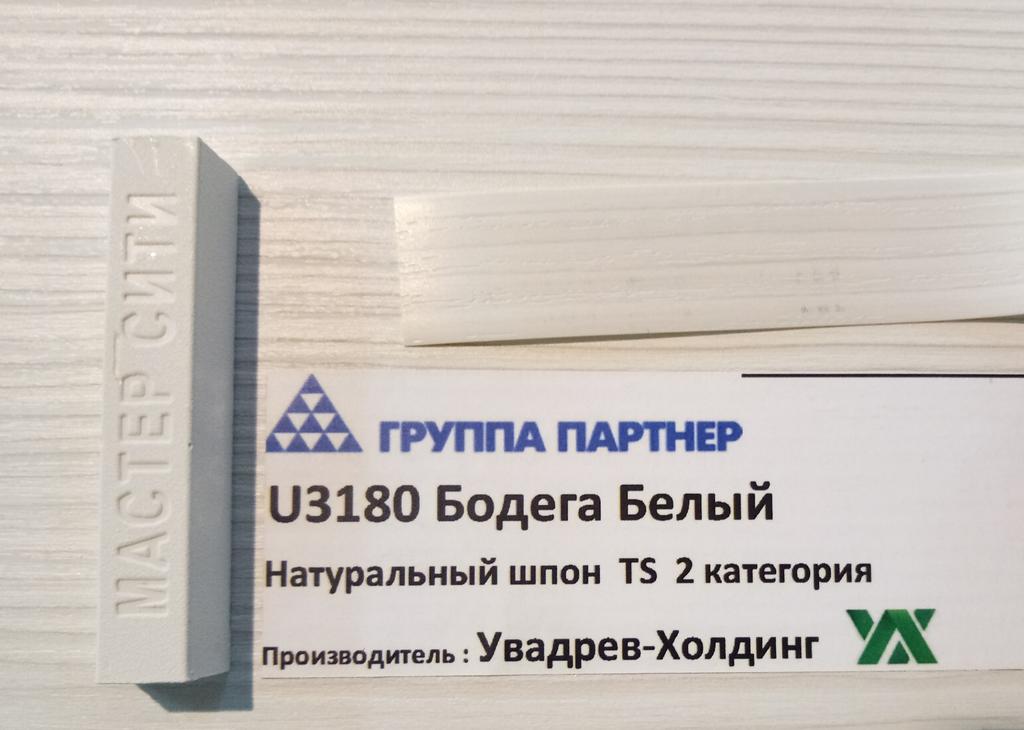 МАСТЕР СИТИ
ГРУППА ПАРТНЕР
U3180 Бодега Белый
Натуральный шпон TS 2 категория
Производитель : Увадрев-Холдинг